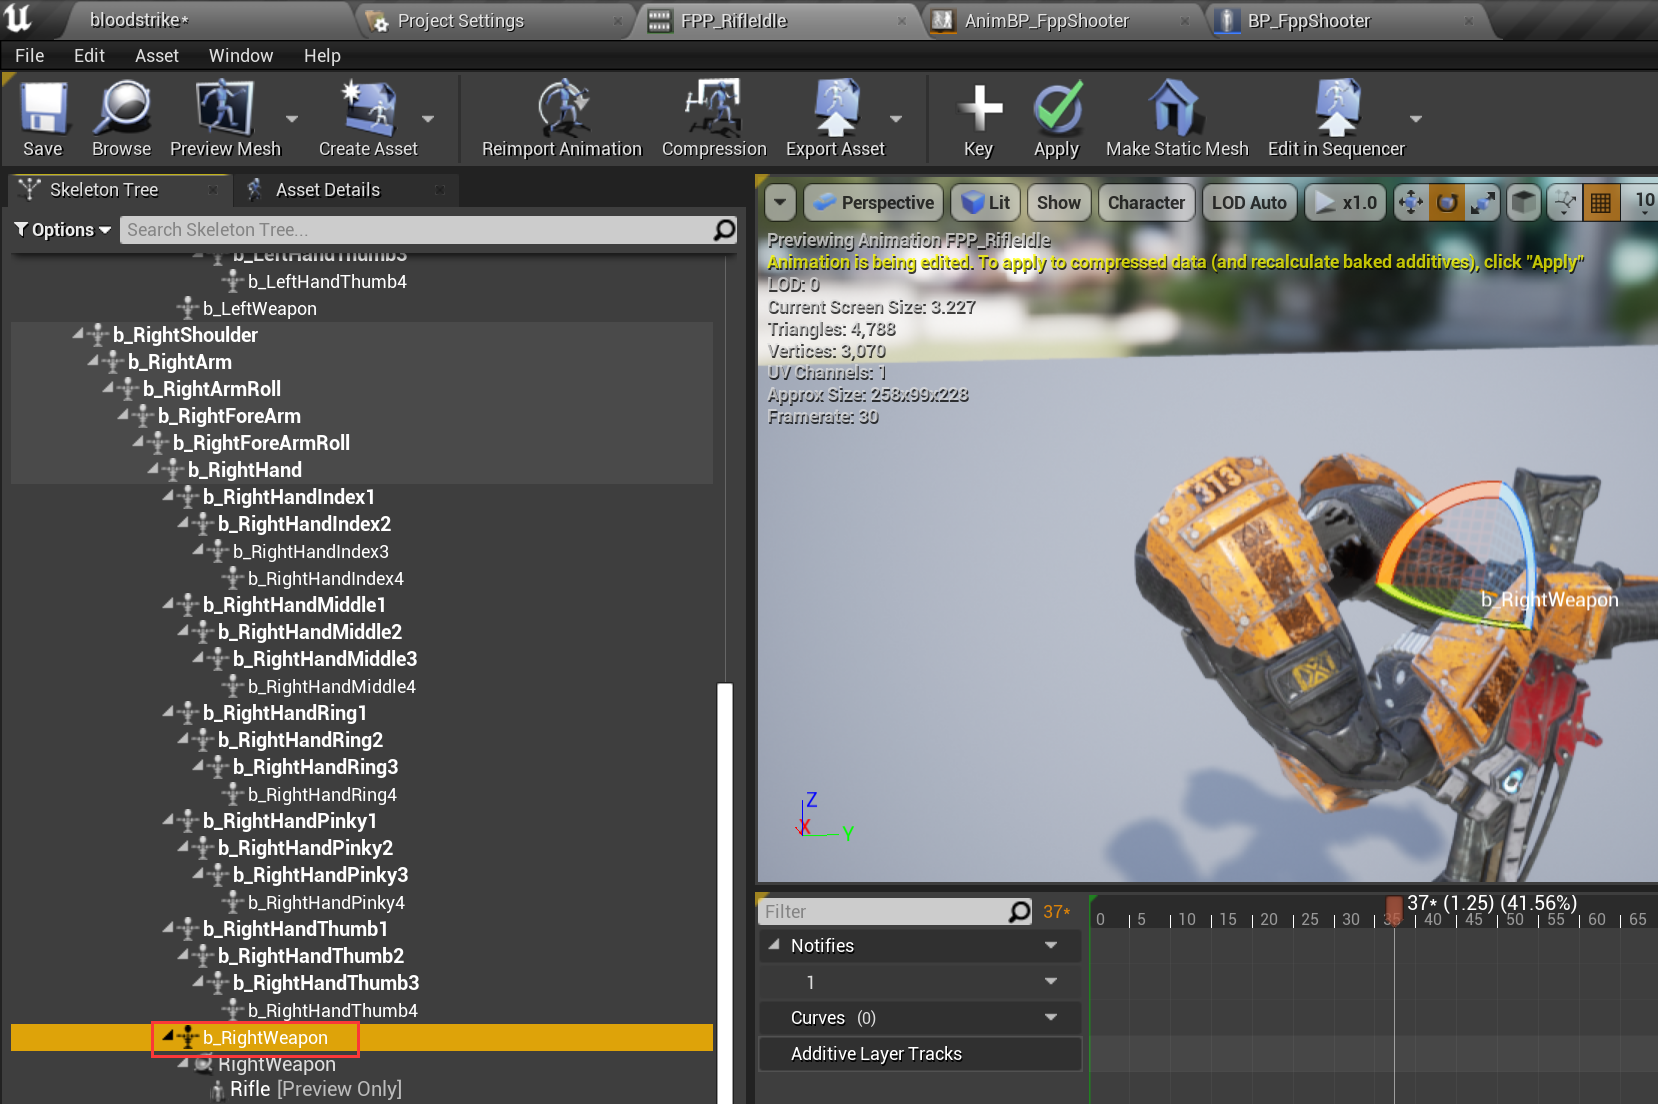 bloodstrike*
Project Settings
FPP_RifleIdle
AnimBP_FppShooter
BP_FppShooter
File Edit Asset Window Help
Save
Browse
Preview Mesh
Create Asset
Reimport Animation
Compression
Export Asset
Key
Apply
Make Static Mesh
Edit in Sequencer
Skeleton Tree
Asset Details
Options
Search Skeleton Tree...
b_LeftHandThumb3
b_LeftHandThumb4
b_LeftWeapon
b_RightShoulder
b_RightArm
b_RightArmRoll
b_RightForeArm
b_RightForeArmRoll
b_RightHand
b_RightHandIndex1
b_RightHandIndex2
b_RightHandIndex3
b_RightHandIndex4
b_RightHandMiddle1
b_RightHandMiddle2
b_RightHandMiddle3
b_RightHandMiddle4
b_RightHandRing1
b_RightHandRing2
b_RightHandRing3
b_RightHandRing4
b_RightHandPinky1
b_RightHandPinky2
b_RightHandPinky3
b_RightHandPinky4
b_RightHandThumb1
b_RightHandThumb2
b_RightHandThumb3
b_RightHandThumb4
b_RightWeapon
RightWeapon
Rifle [Preview Only]
Perspective
Lit
Show
Character
LOD Auto
x1.0
10
Previewing Animation FPP_RifleIdle
Animation is being edited. To apply to compressed data (and recalculate baked additives), click "Apply"
LOD: 0
Current Screen Size: 3.227
Triangles: 4,788
Vertices: 3,070
UV Channels: 1
Approx Size: 258x99x228
Framerate: 30
313
b_RightWeapon
Z
X
Y
Filter
37*
37* (1.25) (41.56%)
0 5 10 15 20 25 30 35 40 45 50 55 60 65
Notifies
1
Curves (0)
Additive Layer Tracks